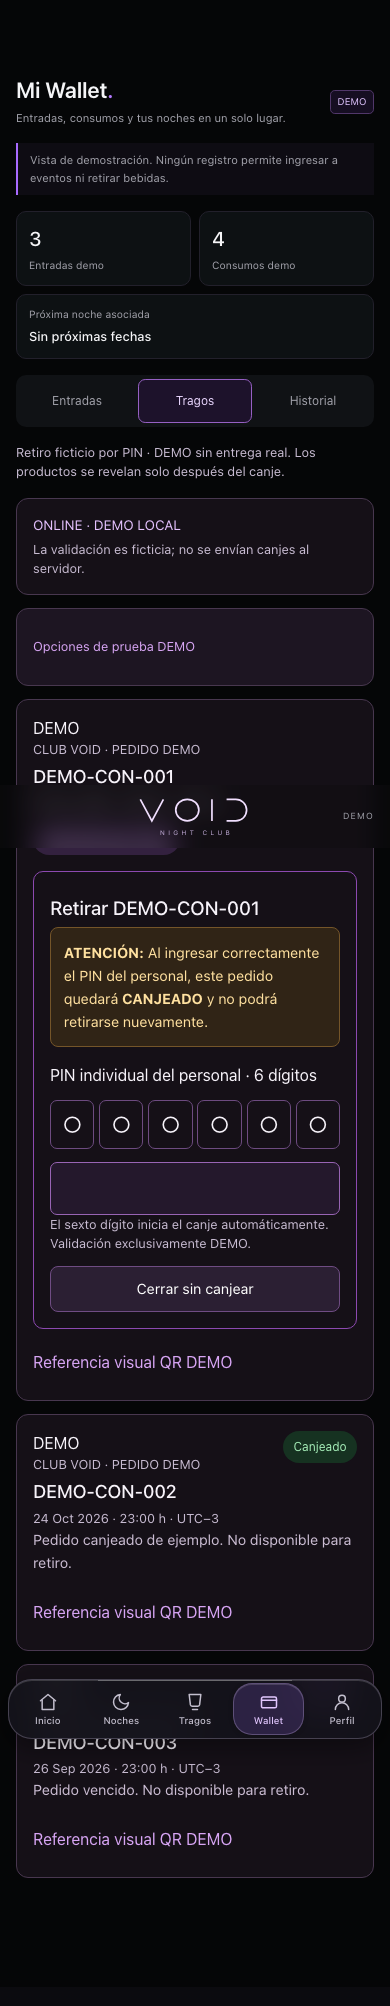 Mi Wallet.
DEMO
Entradas, consumos y tus noches en un solo lugar.
Vista de demostración. Ningún registro permite ingresar a
eventos ni retirar bebidas.
3
Entradas demo
4
Consumos demo
Próxima noche asociada
Sin próximas fechas
Entradas
Tragos
Historial
Retiro ficticio por PIN · DEMO sin entrega real. Los
productos se revelan solo después del canje.
ONLINE · DEMO LOCAL
La validación es ficticia; no se envían canjes al
servidor.
Opciones de prueba DEMO
DEMO
CLUB VOID · PEDIDO DEMO
DEMO-CON-001
VOID
NIGHT CLUB
DEMO
Retirar DEMO-CON-001
ATENCIÓN: Al ingresar correctamente
el PIN del personal, este pedido
quedará CANJEADO y no podrá
retirarse nuevamente.
PIN individual del personal · 6 dígitos
El sexto dígito inicia el canje automáticamente.
Validación exclusivamente DEMO.
Cerrar sin canjear
Referencia visual QR DEMO
DEMO
Canjeado
CLUB VOID · PEDIDO DEMO
DEMO-CON-002
24 Oct 2026 · 23:00 h · UTC−3
Pedido canjeado de ejemplo. No disponible para
retiro.
Referencia visual QR DEMO
Inicio
Noches
Tragos
Wallet
Perfil
DEMO-CON-003
26 Sep 2026 · 23:00 h · UTC−3
Pedido vencido. No disponible para retiro.
Referencia visual QR DEMO